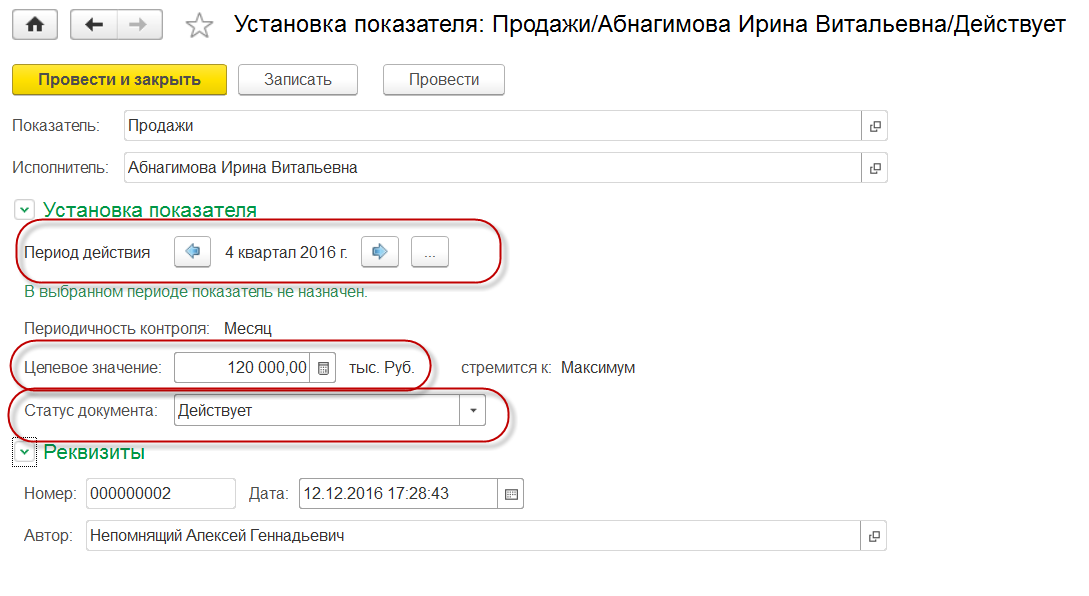 Установка показателя: Продажи/Абнагимова Ирина Витальевна/Действует
Провести и закрыть Записать Провести
Показатель: Продажи
Исполнитель: Абнагимова Ирина Витальевна
Установка показателя
Период действия 4 квартал 2016 г. ...
В выбранном периоде показатель не назначен.
Периодичность контроля: Месяц
Целевое значение: 120 000,00 тыс. Руб. стремится к: Максимум
Статус документа: Действует
Реквизиты
Номер: 000000002 Дата: 12.12.2016 17:28:43
Автор: Непомнящий Алексей Геннадьевич